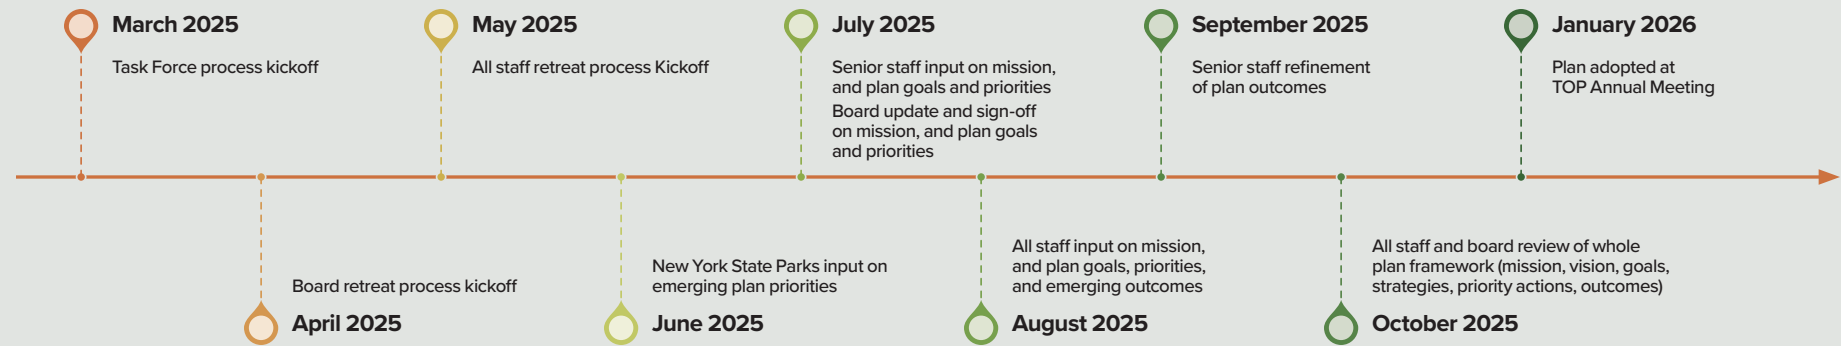 March 2025
Task Force process kickoff
May 2025
All staff retreat process Kickoff
July 2025
Senior staff input on mission,
and plan goals and priorities
Board update and sign-off
on mission, and plan goals
and priorities
September 2025
Senior staff refinement
of plan outcomes
January 2026
Plan adopted at
TOP Annual Meeting
Board retreat process kickoff
April 2025
New York State Parks input on
emerging plan priorities
June 2025
All staff input on mission,
and plan goals, priorities,
and emerging outcomes
August 2025
All staff and board review of whole
plan framework (mission, vision, goals,
strategies, priority actions, outcomes)
October 2025